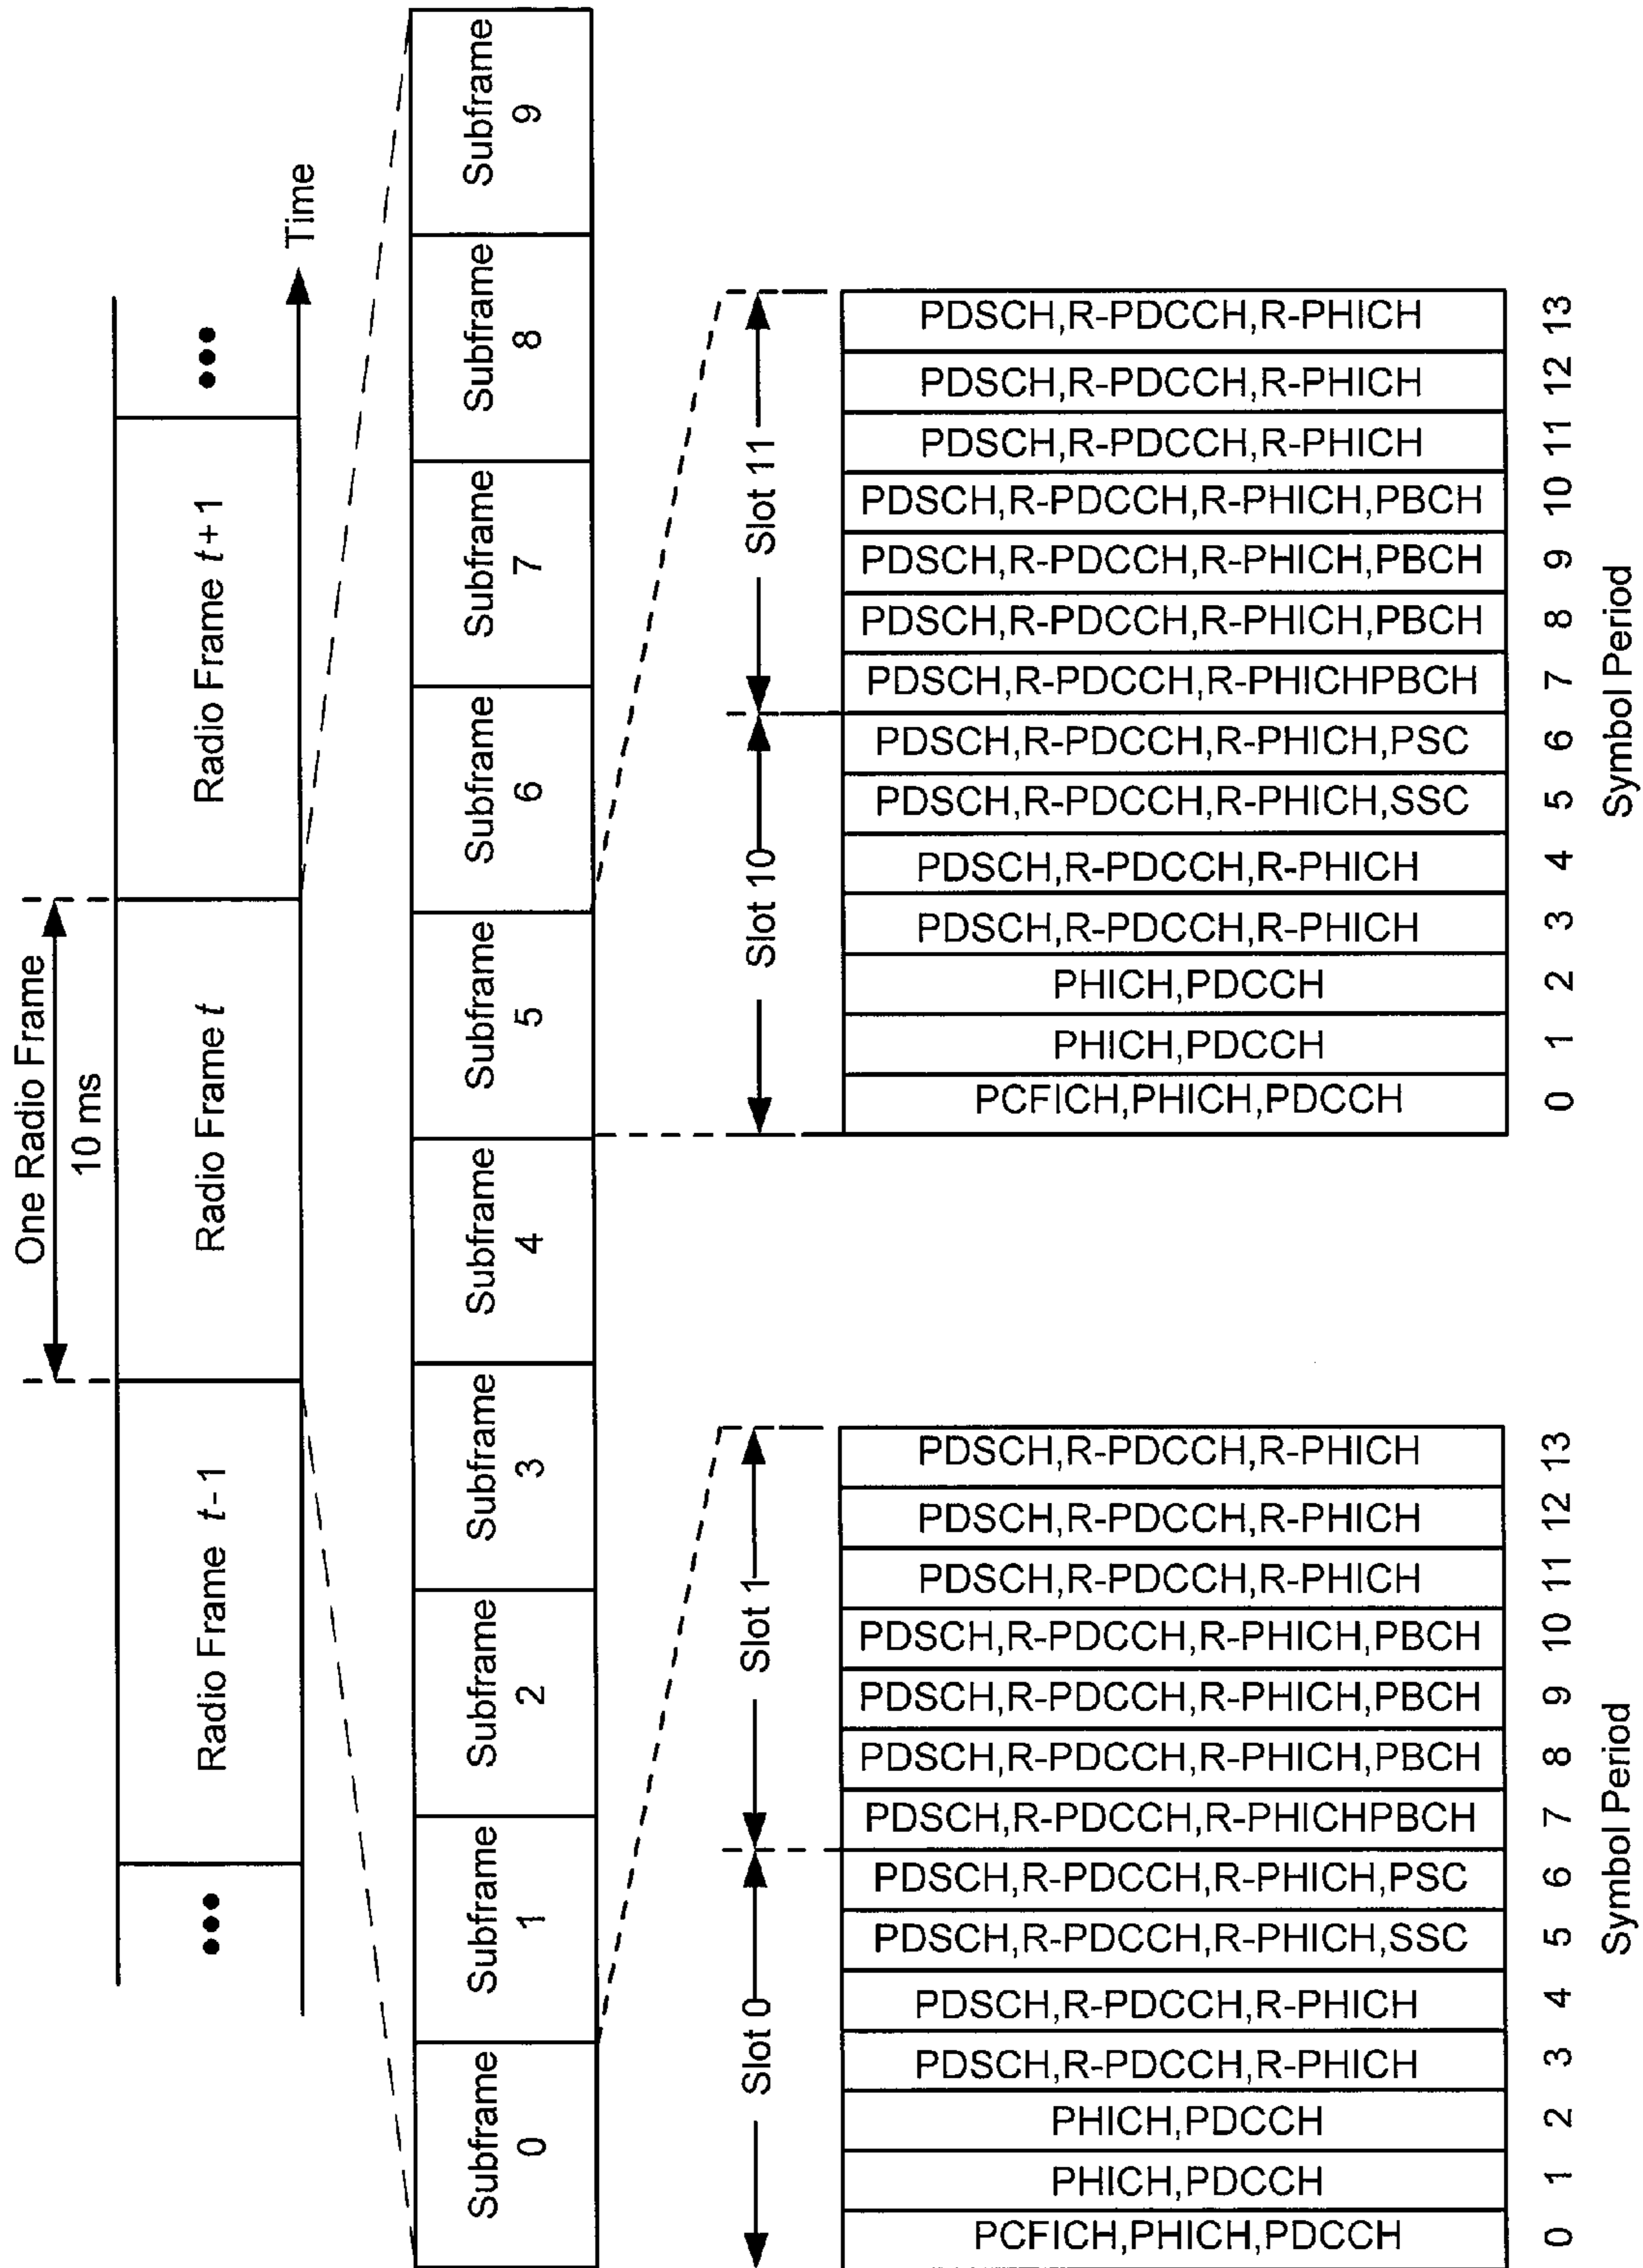 One Radio Frame
10 ms
•••
Radio Frame t-1
Radio Frame t
Radio Frame t+1
•••
Time
Subframe
0
Subframe
1
Subframe
2
Subframe
3
Subframe
4
Subframe
5
Subframe
6
Subframe
7
Subframe
8
Subframe
9
Slot 0
Slot 1
PCFICH,PHICH,PDCCH
PHICH,PDCCH
PHICH,PDCCH
PDSCH,R-PDCCH,R-PHICH
PDSCH,R-PDCCH,R-PHICH
PDSCH,R-PDCCH,R-PHICH,SSC
PDSCH,R-PDCCH,R-PHICH,PSC
PDSCH,R-PDCCH,R-PHICHPBCH
PDSCH,R-PDCCH,R-PHICH,PBCH
PDSCH,R-PDCCH,R-PHICH,PBCH
PDSCH,R-PDCCH,R-PHICH,PBCH
PDSCH,R-PDCCH,R-PHICH
PDSCH,R-PDCCH,R-PHICH
PDSCH,R-PDCCH,R-PHICH
0 1 2 3 4 5 6 7 8 9 10 11 12 13
Symbol Period
Slot 10
Slot 11
PCFICH,PHICH,PDCCH
PHICH,PDCCH
PHICH,PDCCH
PDSCH,R-PDCCH,R-PHICH
PDSCH,R-PDCCH,R-PHICH
PDSCH,R-PDCCH,R-PHICH,SSC
PDSCH,R-PDCCH,R-PHICH,PSC
PDSCH,R-PDCCH,R-PHICHPBCH
PDSCH,R-PDCCH,R-PHICH,PBCH
PDSCH,R-PDCCH,R-PHICH,PBCH
PDSCH,R-PDCCH,R-PHICH,PBCH
PDSCH,R-PDCCH,R-PHICH
PDSCH,R-PDCCH,R-PHICH
PDSCH,R-PDCCH,R-PHICH
0 1 2 3 4 5 6 7 8 9 10 11 12 13
Symbol Period